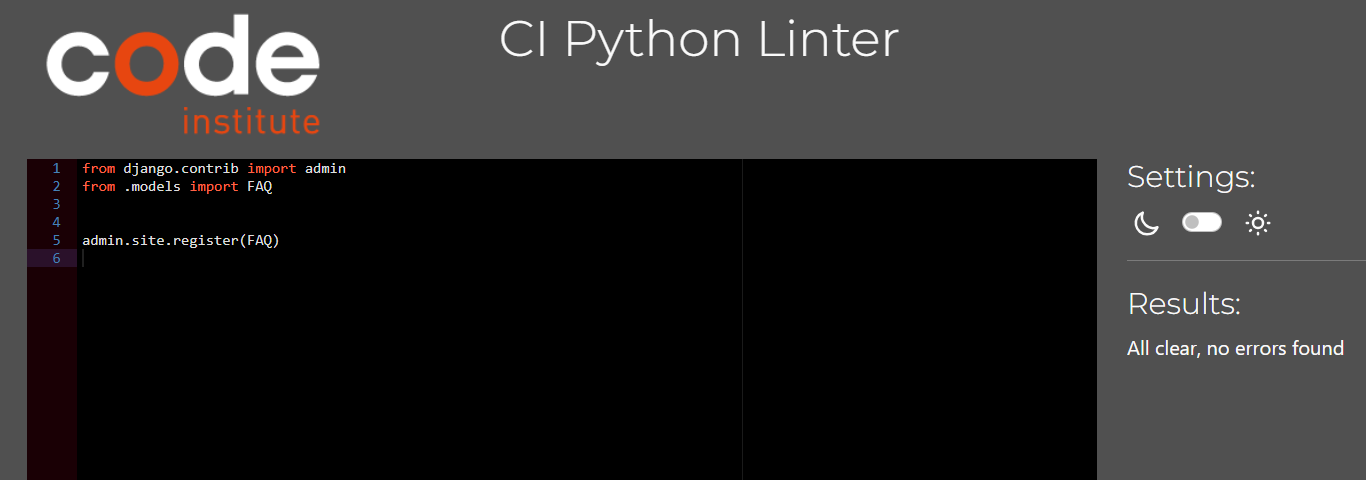 code
institute
CI Python Linter
1 from django.contrib import admin
2 from .models import FAQ
3
4
5 admin.site.register(FAQ)
6
Settings:
Results:
All clear, no errors found